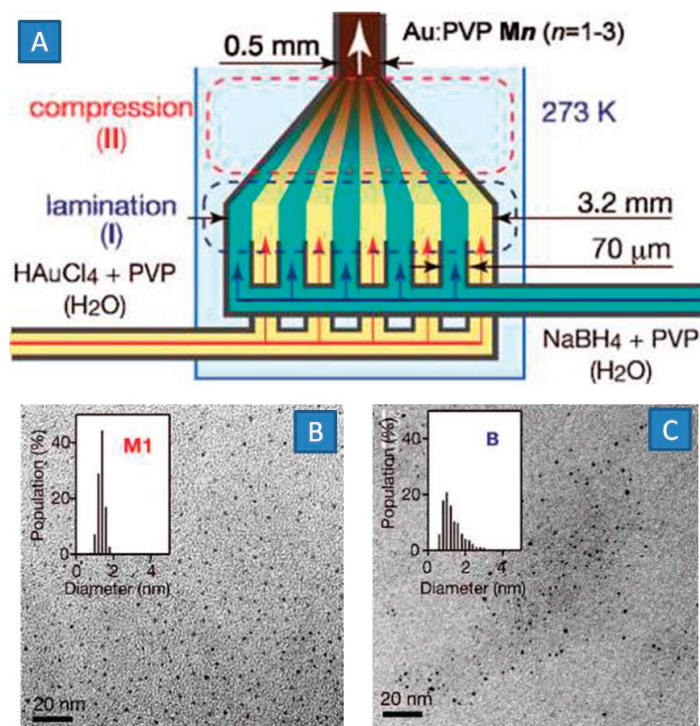 A
Au:PVP Mn (n=1-3)
0.5 mm
compression
(II)
273 K
lamination
(I)
3.2 mm
70 μm
HAuCl4 + PVP
(H2O)
NaBH4 + PVP
(H2O)
B
M1
Population (%)
40
20
0
0 2 4
Diameter (nm)
20 nm
C
B
Population (%)
40
20
0
0 2 4
Diameter (nm)
20 nm